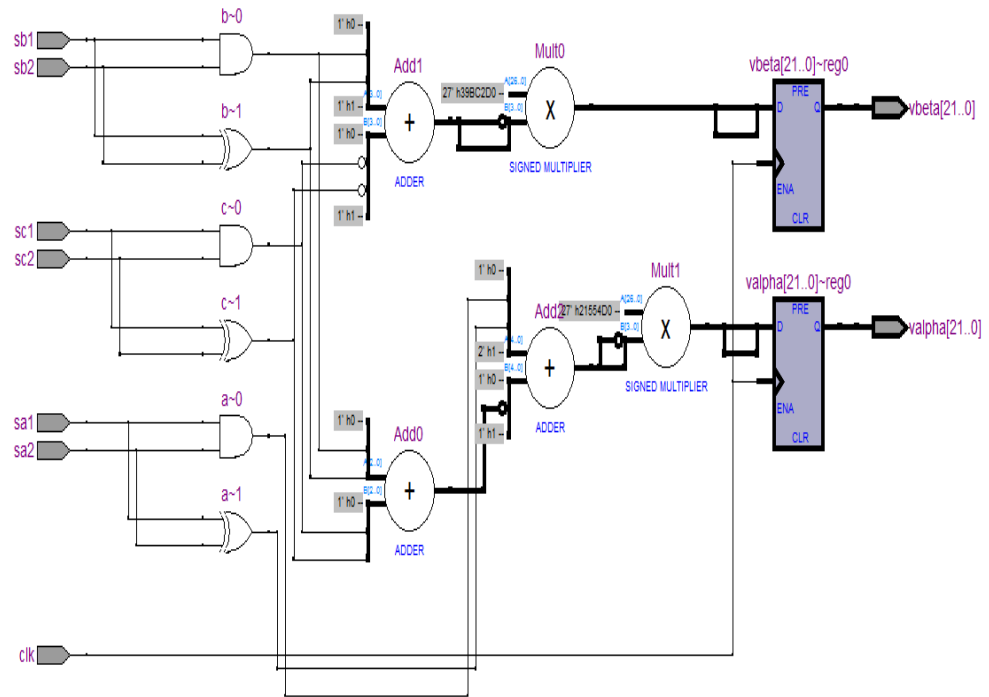 b~0
sb1
sb2
b~1
c~0
sc1
sc2
c~1
a~0
sa1
sa2
a~1
clk
1' h0
Add1
1' h1
B[3..0]
1' h0
1' h1
+
ADDER
Mult0
27' h39BC2D0
A[26..0]
B[3..0]
X
SIGNED MULTIPLIER
vbeta[21..0]~reg0
PRE
D
Q
ENA
CLR
vbeta[21..0]
1' h0
Add2
A[4..0]
2' h1
B[4..0]
1' h0
1' h1
+
ADDER
Mult1
27' h21554D0
A[26..0]
B[3..0]
X
SIGNED MULTIPLIER
valpha[21..0]~reg0
PRE
D
Q
ENA
CLR
valpha[21..0]
1' h0
Add0
A[2..0]
B[2..0]
1' h0
+
ADDER